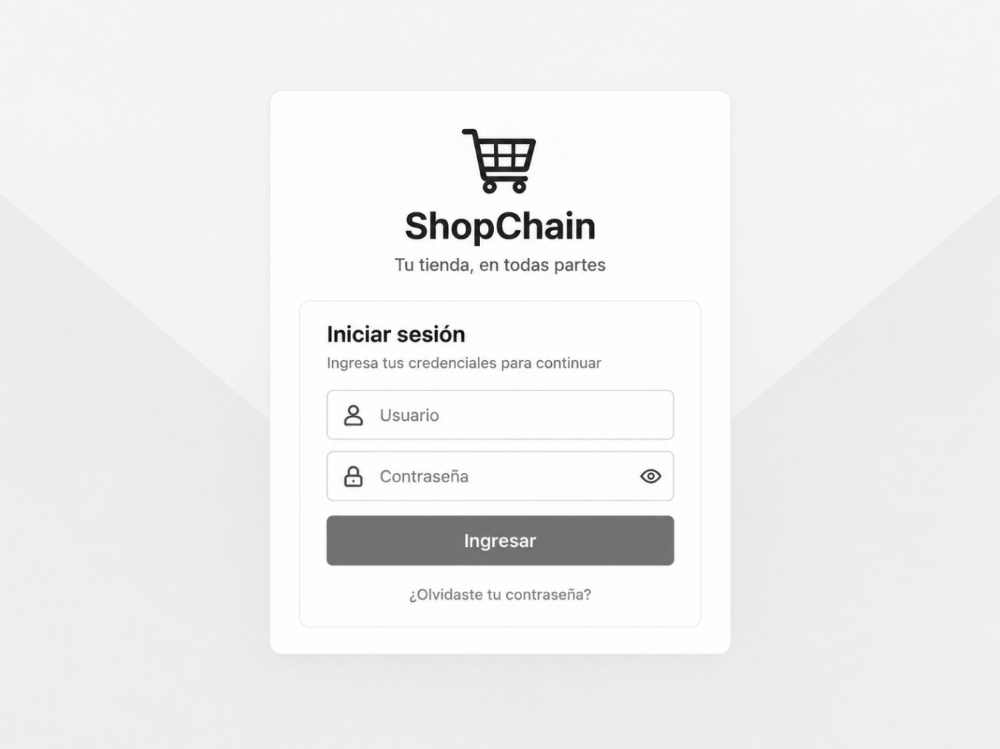 ShopChain
Tu tienda, en todas partes
Iniciar sesión
Ingresa tus credenciales para continuar
Usuario
Contraseña
Ingresar
¿Olvidaste tu contraseña?